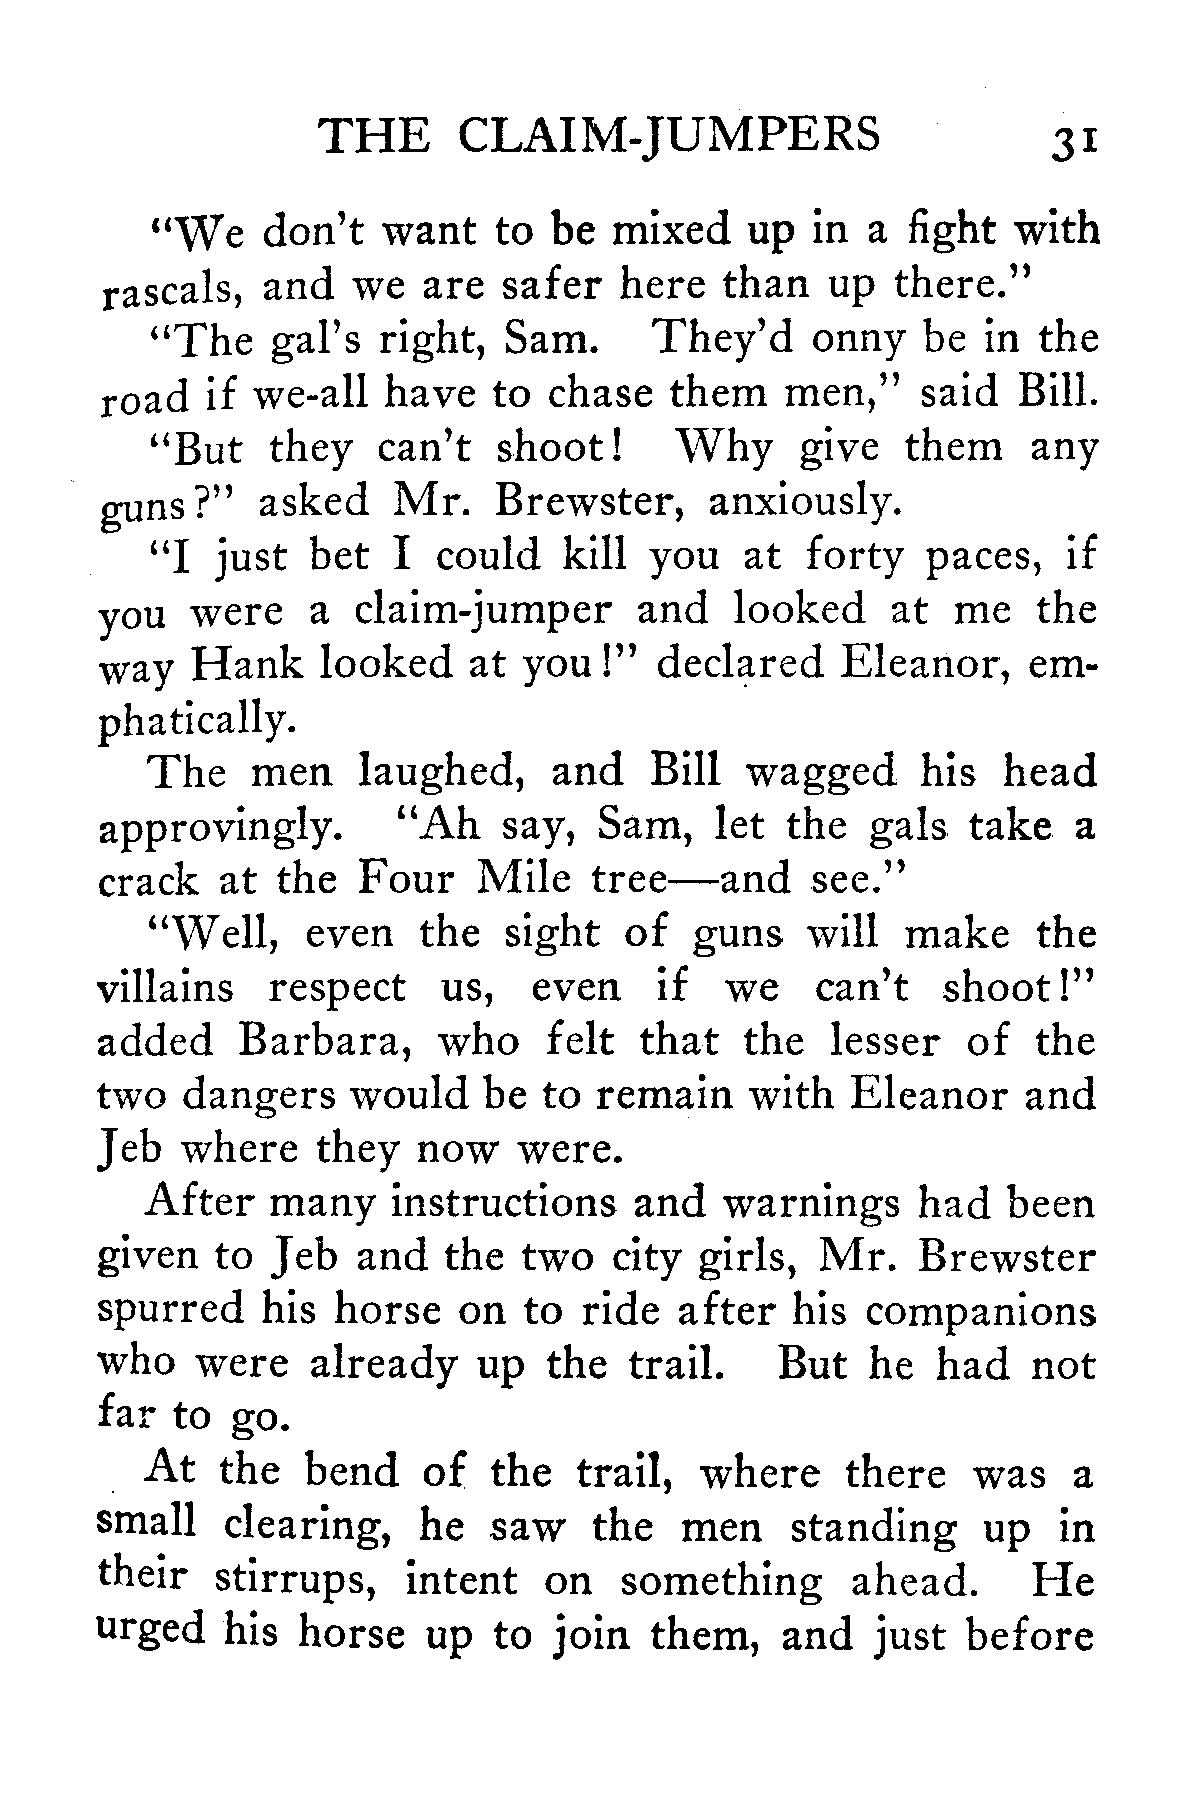 THE CLAIM-JUMPERS 31
“We don’t want to be mixed up in a fight with
rascals, and we are safer here than up there.”
“The gal’s right, Sam. They’d onny be in the
road if we-all have to chase them men,” said Bill.
“But they can’t shoot! Why give them any
guns?” asked Mr. Brewster, anxiously.
“I just bet I could kill you at forty paces, if
you were a claim-jumper and looked at me the
way Hank looked at you!” declared Eleanor, em-
phatically.
The men laughed, and Bill wagged his head
approvingly. “Ah say, Sam, let the gals take a
crack at the Four Mile tree—and see.”
“Well, even the sight of guns will make the
villains respect us, even if we can’t shoot!”
added Barbara, who felt that the lesser of the
two dangers would be to remain with Eleanor and
Jeb where they now were.
After many instructions and warnings had been
given to Jeb and the two city girls, Mr. Brewster
spurred his horse on to ride after his companions
who were already up the trail. But he had not
far to go.
At the bend of the trail, where there was a
small clearing, he saw the men standing up in
their stirrups, intent on something ahead. He
urged his horse up to join them, and just before